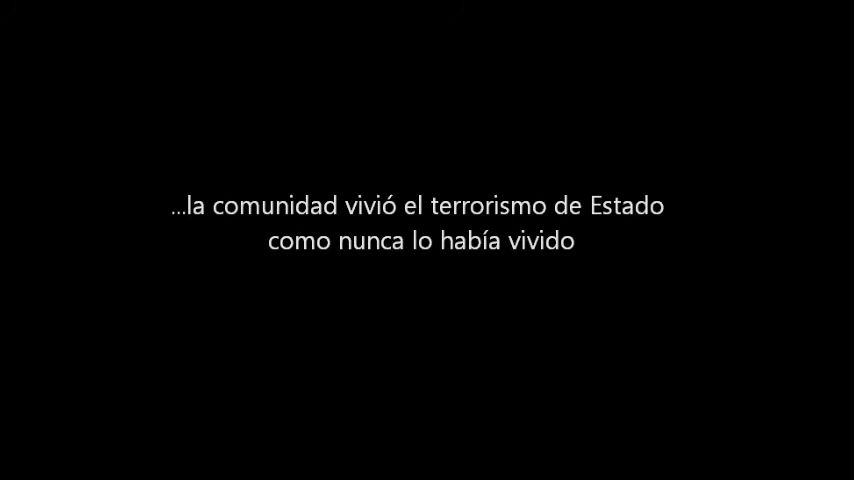 ...la comunidad vivió el terrorismo de Estado
como nunca lo había vivido